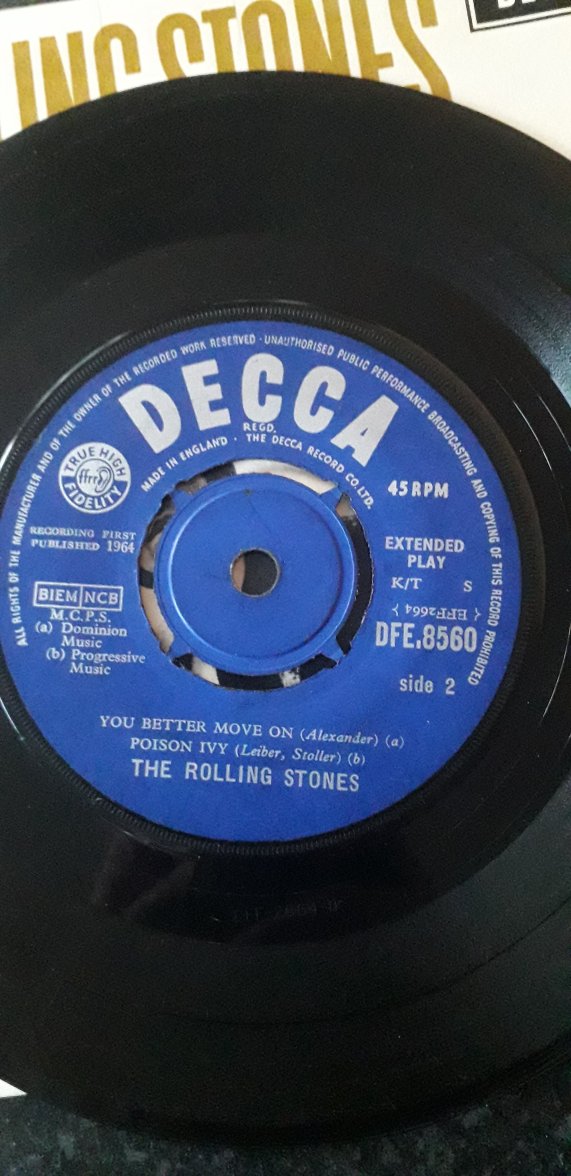 LING STONES
ALL RIGHTS OF THE MANUFACTURER AND OF THE OWNER OF THE RECORDED WORK RESERVED · UNAUTHORISED PUBLIC PERFORMANCE BROADCASTING AND COPYING OF THIS RECORD PROHIBITED
DECCA
REGD.
MADE IN ENGLAND · THE DECCA RECORD CO. LTD.
TRUE HIGH
ffrr
FIDELITY
45 RPM
RECORDING FIRST
PUBLISHED 1964
EXTENDED
PLAY
K/T S
BIEM NCB
M.C.P.S.
(a) Dominion
Music
(b) Progressive
Music
( EFF2664 )
DFE.8560
side 2
YOU BETTER MOVE ON (Alexander) (a)
POISON IVY (Leiber, Stoller) (b)
THE ROLLING STONES